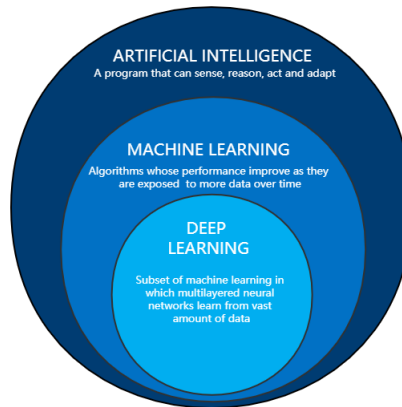 ARTIFICIAL INTELLIGENCE
A program that can sense, reason, act and adapt
MACHINE LEARNING
Algorithms whose performance improve as they
are exposed to more data over time
DEEP
LEARNING
Subset of machine learning in
which multilayered neural
networks learn from vast
amount of data